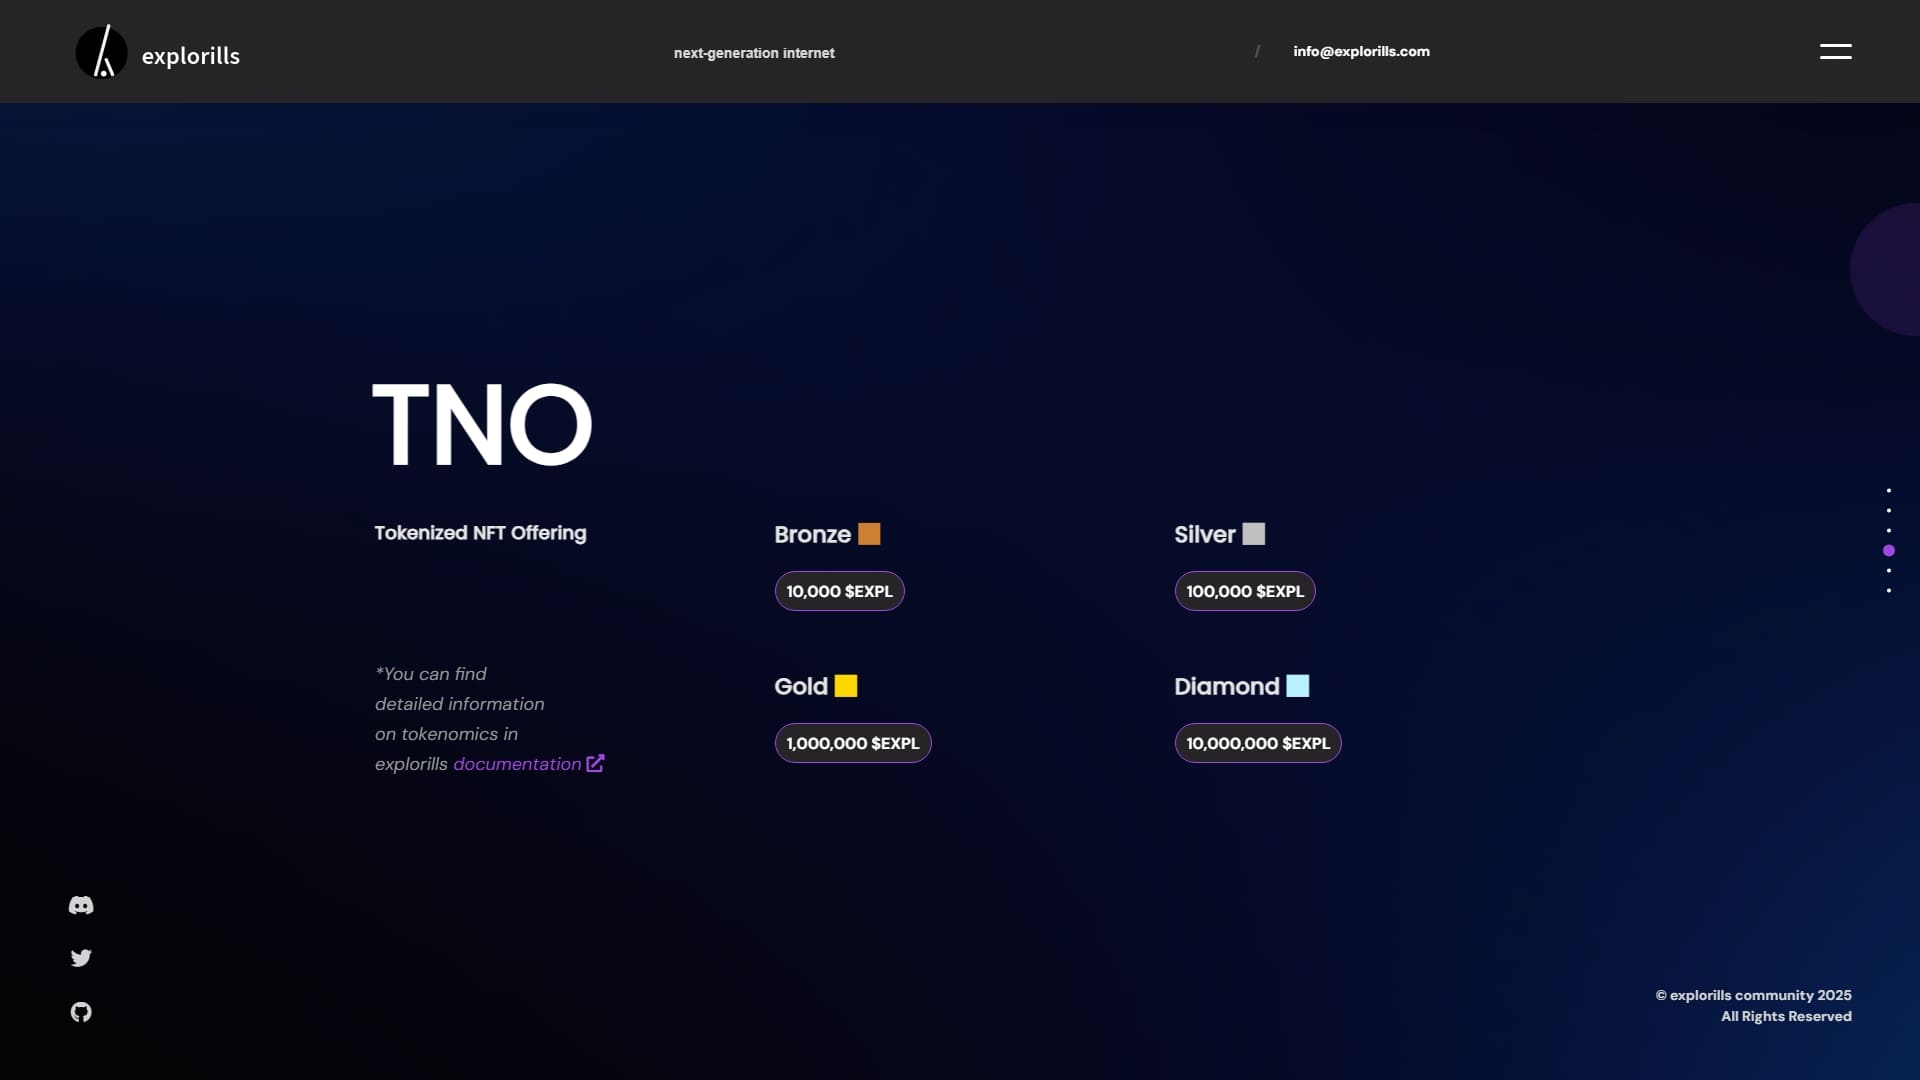 explorills
next-generation internet
/
info@explorills.com
TNO
Tokenized NFT Offering
Bronze
10,000 $EXPL
Silver
100,000 $EXPL
*You can find
detailed information
on tokenomics in
explorills documentation
Gold
1,000,000 $EXPL
Diamond
10,000,000 $EXPL
© explorills community 2025
All Rights Reserved